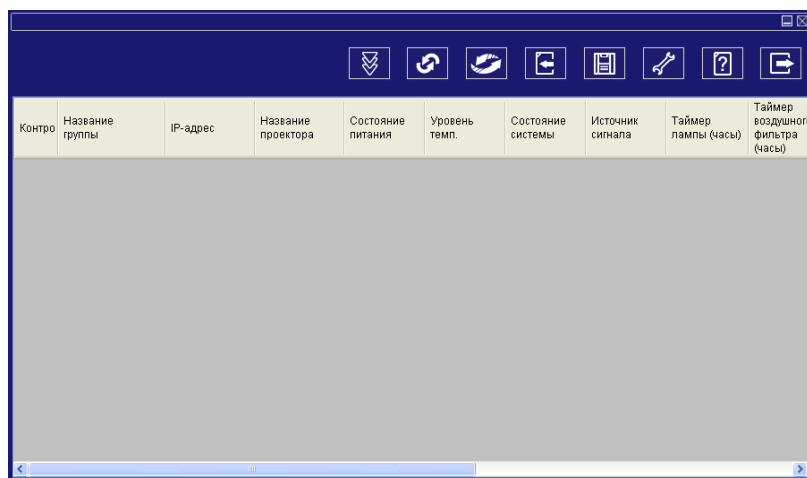 Контро
Название
группы
IP-адрес
Название
проектора
Состояние
питания
Уровень
темп.
Состояние
системы
Источник
сигнала
Таймер
лампы (часы)
Таймер
воздушног
фильтра
(часы)